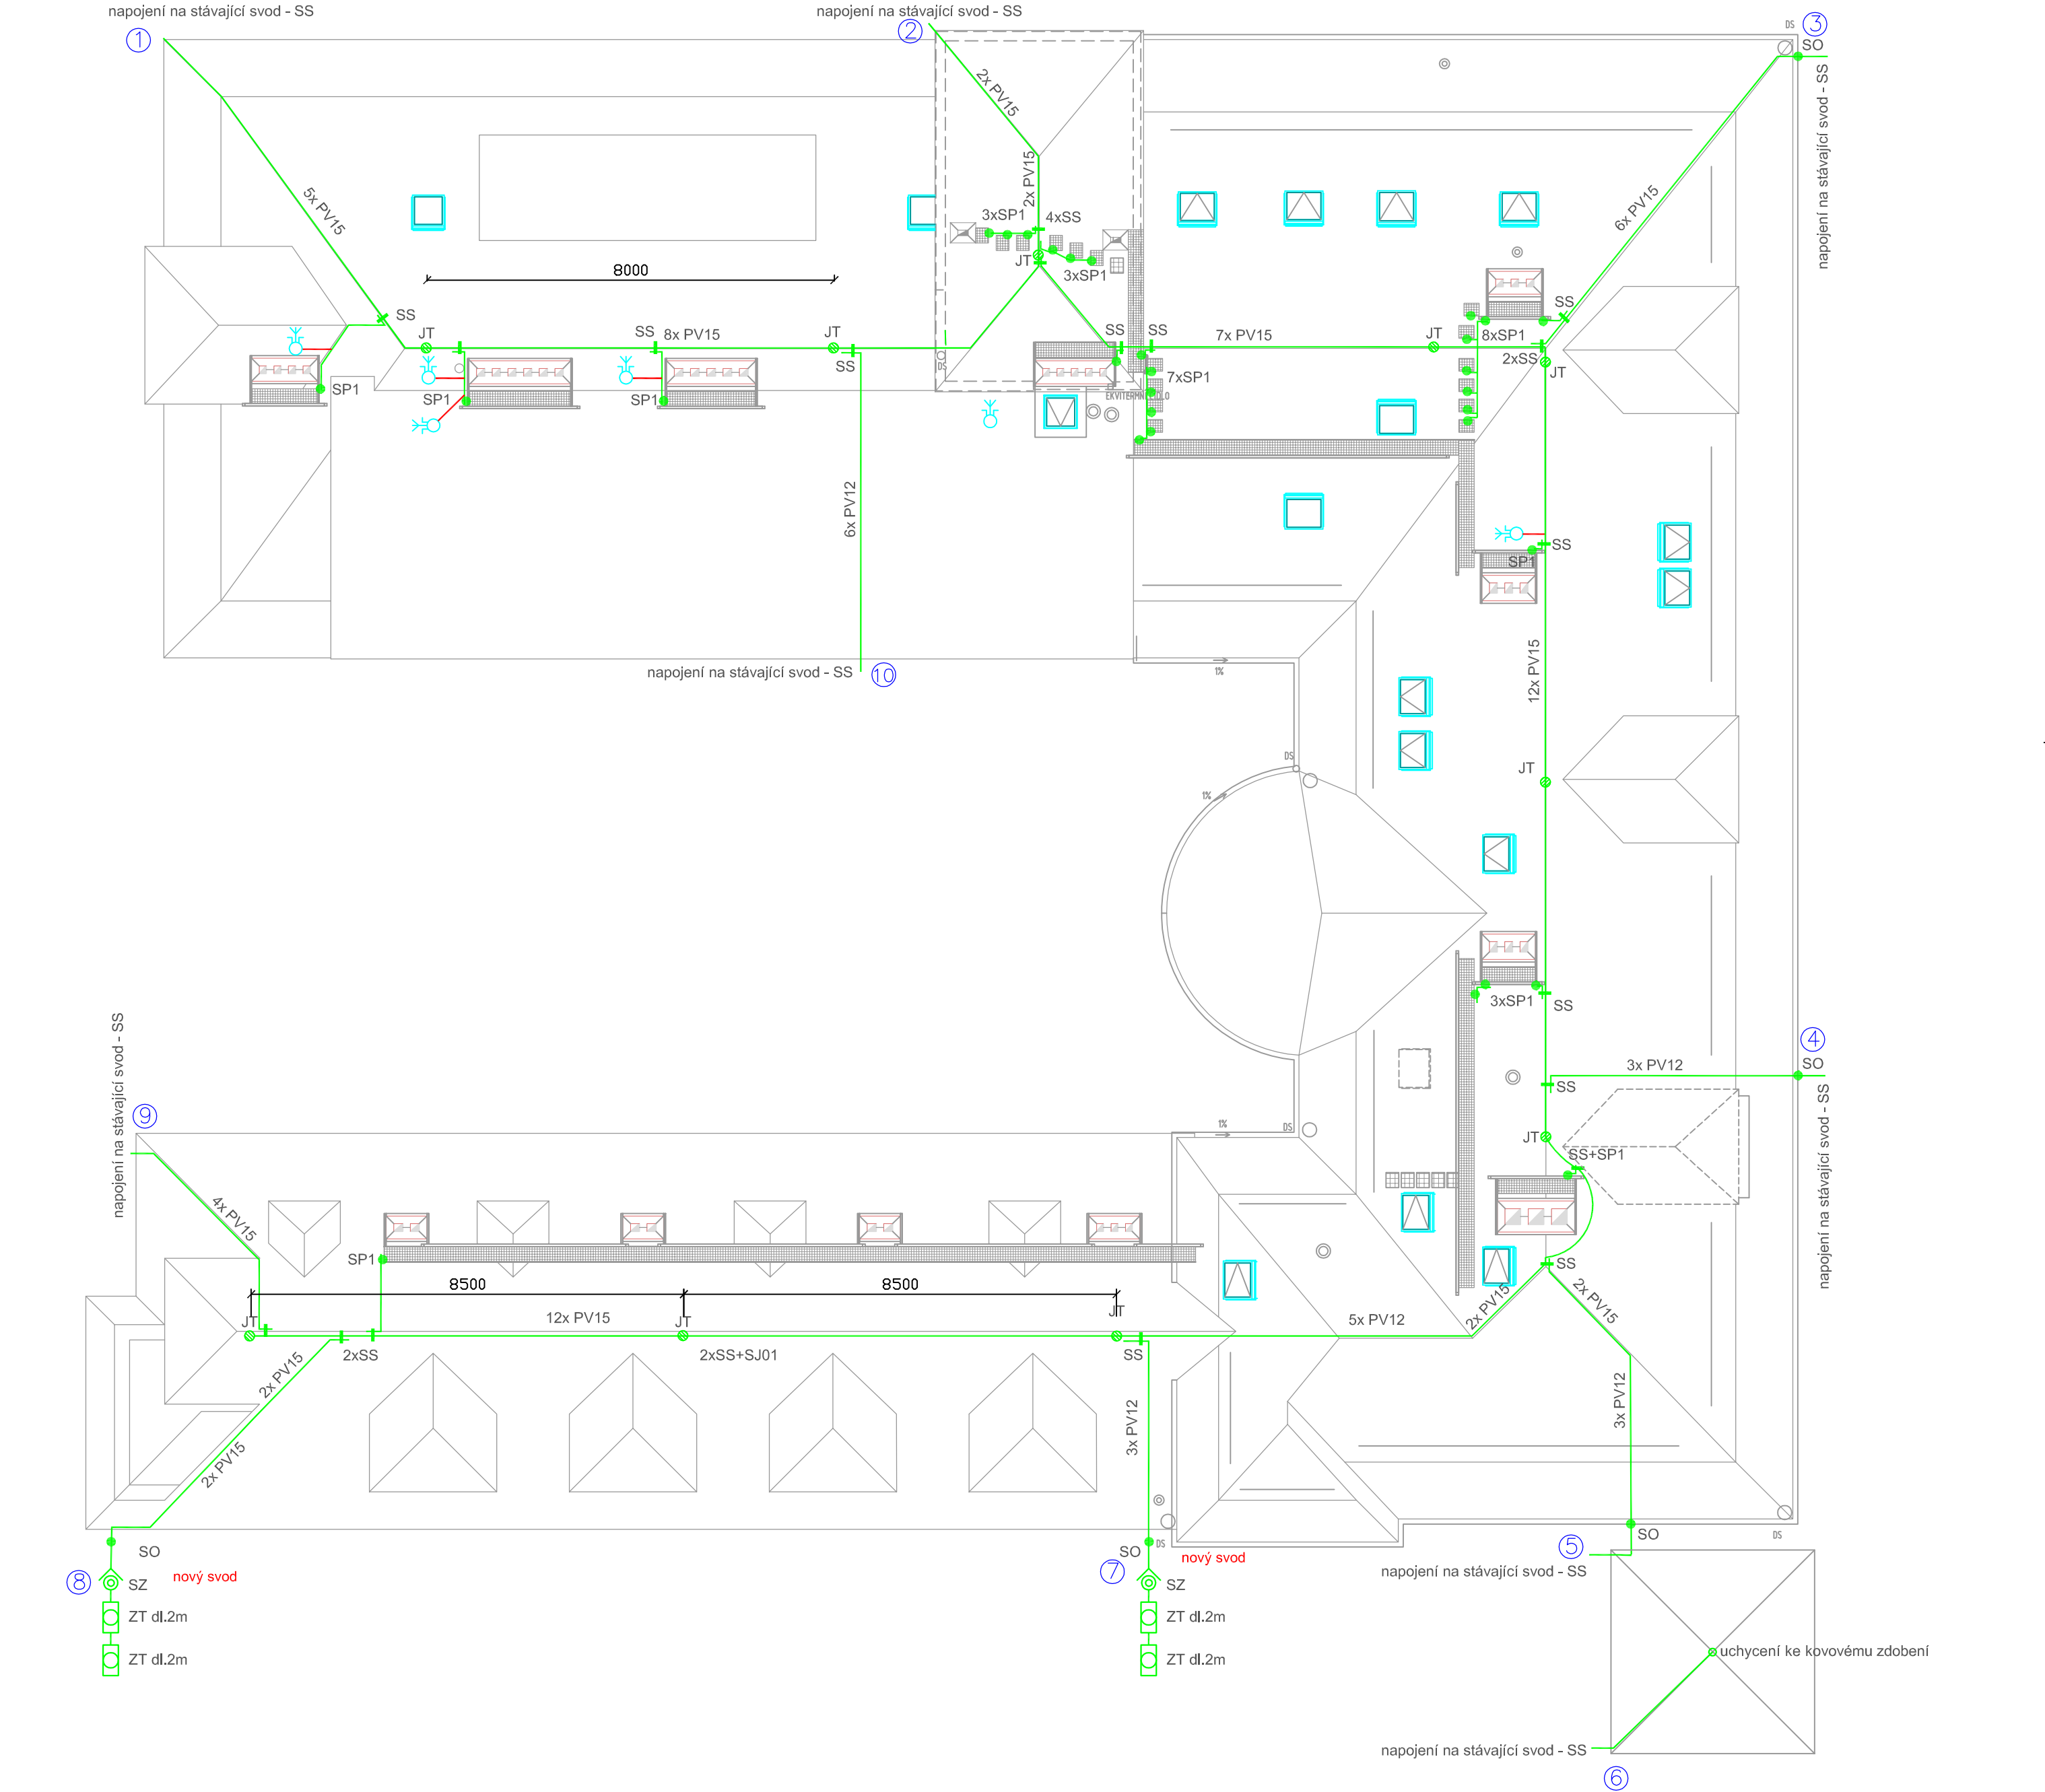 napojení na stávající svod - SS
napojení na stávající svod - SS
1
2
3
DS
SO
napojení na stávající svod - SS
2x PV15
2x PV15
5x PV15
6x PV15
3xSP1
4xSS
JT
3xSP1
8000
SS
JT
SS
8x PV15
JT
SS
SS
SS
7x PV15
JT
8xSP1
SS
2xSS
JT
DS
SP1
SP1
SP1
7xSP1
6x PV12
SS
SP1
napojení na stávající svod - SS
10
1%
12x PV15
DS
1%
JT
3xSP1
SS
4
SO
3x PV12
SS
napojení na stávající svod - SS
napojení na stávající svod - SS
9
1%
DS
JT
SS+SP1
4x PV15
SP1
SS
8500
8500
2x PV15
2x PV15
JT
12x PV15
JT
JT
5x PV12
2xSS
2xSS+SJ01
SS
2x PV15
3x PV12
3x PV12
2x PV15
SO
nový svod
8
SZ
ZT dl.2m
ZT dl.2m
SO
DS
nový svod
7
SZ
ZT dl.2m
ZT dl.2m
SO
DS
5
napojení na stávající svod - SS
uchycení ke kovovému zdobení
napojení na stávající svod - SS
6